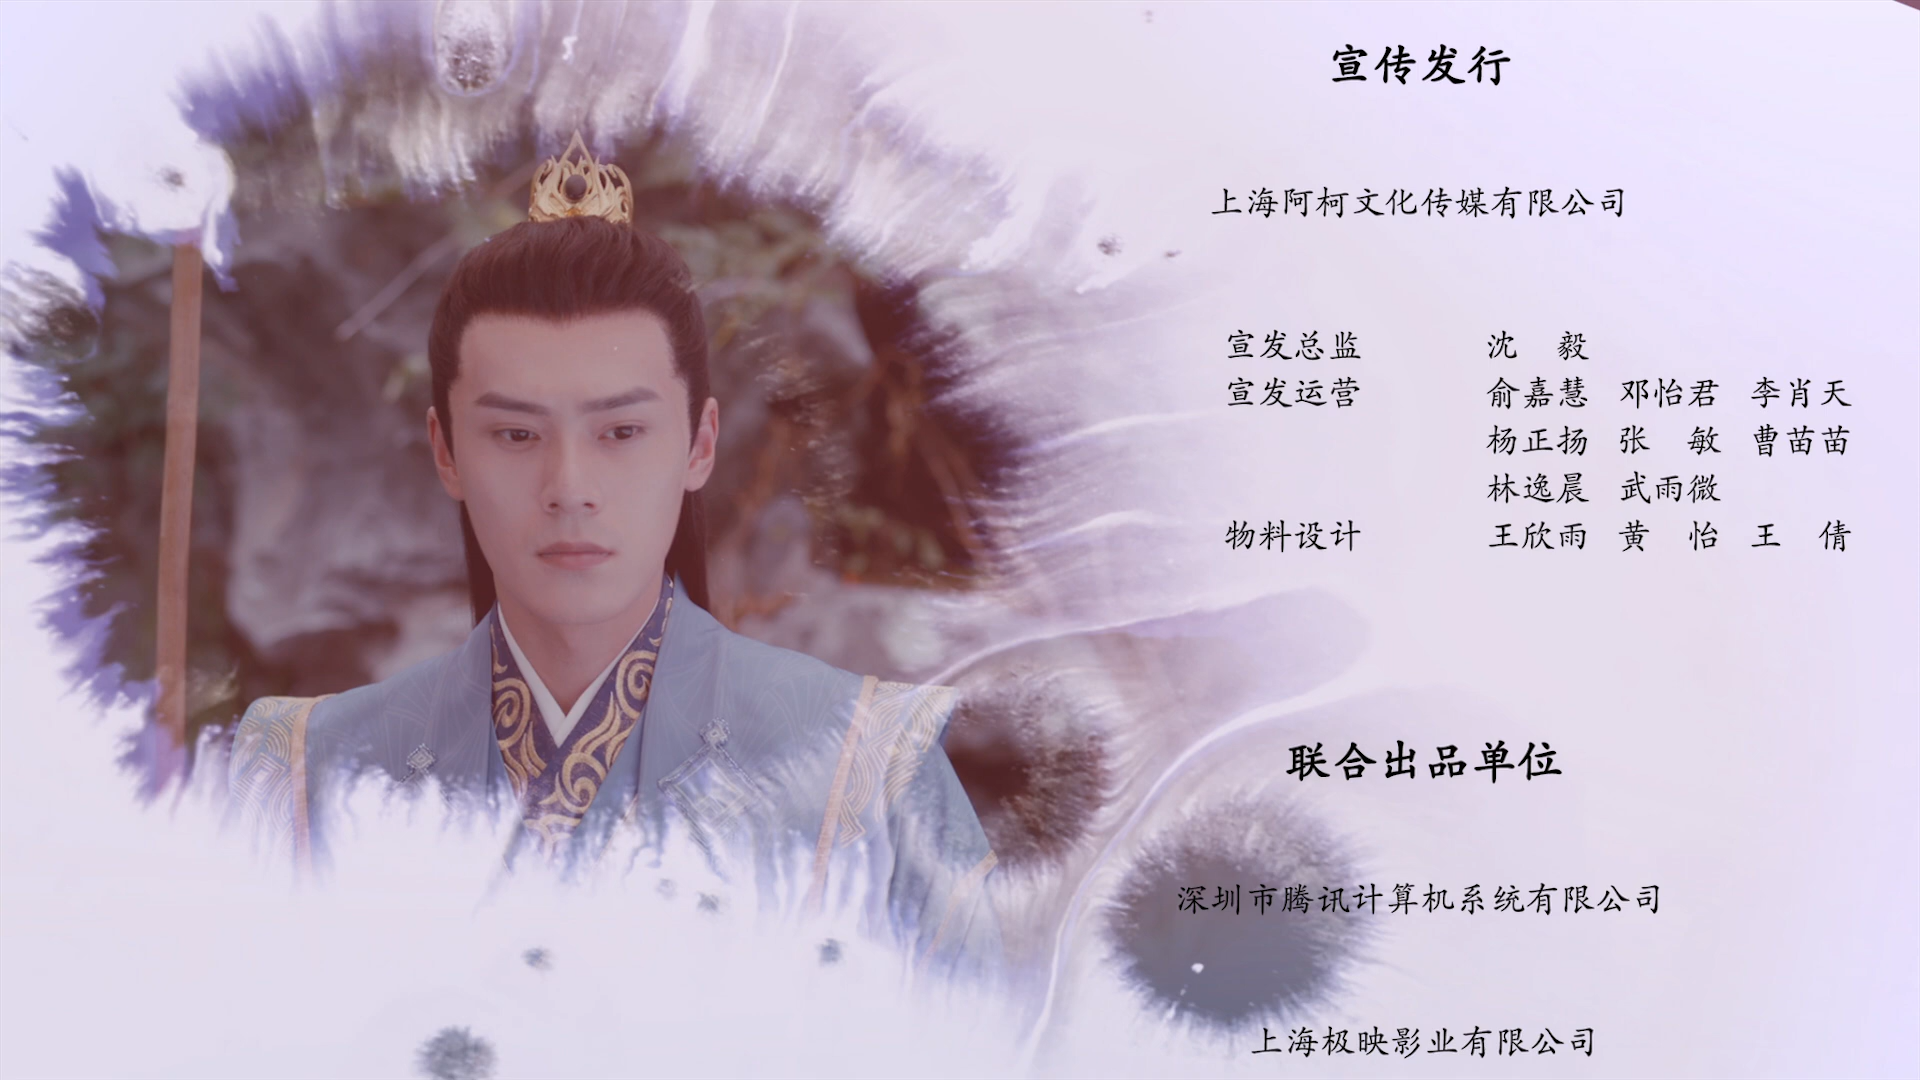 宣传发行
上海阿柯文化传媒有限公司
宣发总监 沈 毅
宣发运营 俞嘉慧 邓怡君 李肖天
杨正扬 张 敏 曹苗苗
林逸晨 武雨微
物料设计 王欣雨 黄 怡 王 倩
联合出品单位
深圳市腾讯计算机系统有限公司
上海极映影业有限公司